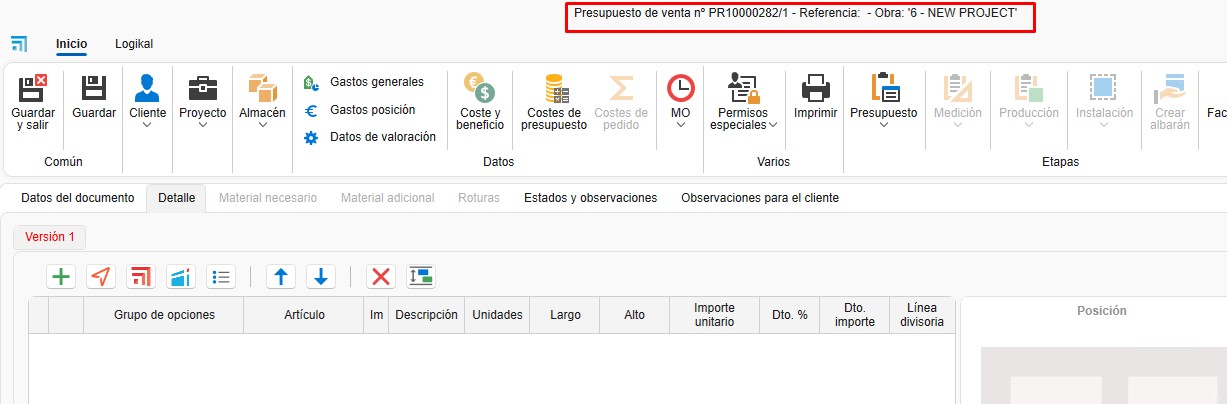 Presupuesto de venta nº PR10000282/1 - Referencia:  - Obra: '6 - NEW PROJECT'
Inicio
Logikal
Guardar
y salir
Guardar
Cliente
Proyecto
Almacén
Gastos generales
Gastos posición
Datos de valoración
Coste y
beneficio
Costes de
presupuesto
Costes de
pedido
MO
Permisos
especiales
Imprimir
Presupuesto
Medición
Producción
Instalación
Crear
albarán
Fac
Común
Datos
Varios
Etapas
Datos del documento
Detalle
Material necesario
Material adicional
Roturas
Estados y observaciones
Observaciones para el cliente
Versión 1
Grupo de opciones
Artículo
Im
Descripción
Unidades
Largo
Alto
Importe
unitario
Dto. %
Dto.
importe
Línea
divisoria
Posición